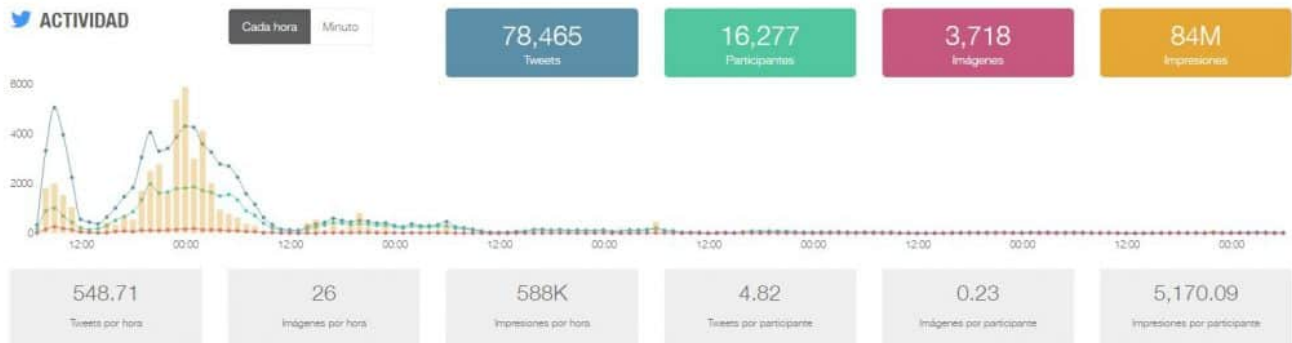 ACTIVIDAD
Cada hora Minuto
78,465
Tweets
16,277
Participantes
3,718
Imágenes
84M
Impresiones
6000
4000
2000
0
12:00 00:00 12:00 00:00 12:00 00:00 12:00 00:00 12:00 00:00 12:00 00:00
548.71
Tweets por hora
26
Imágenes por hora
588K
Impresiones por hora
4.82
Tweets por participante
0.23
Imágenes por participante
5,170.09
Impresiones por participante